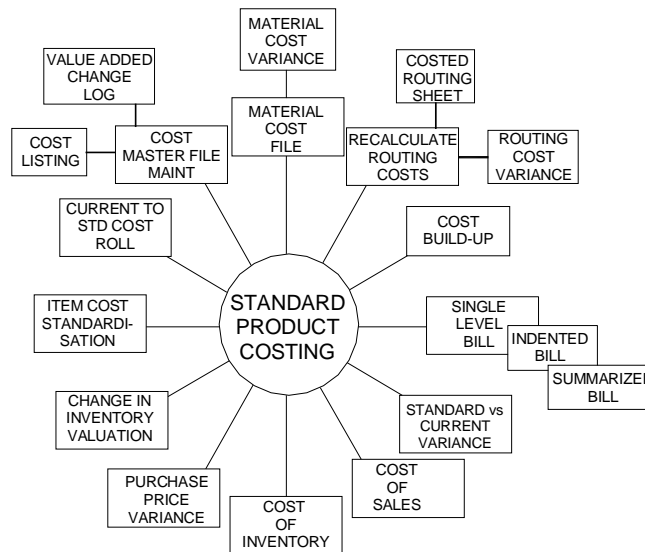 MATERIAL
COST
VARIANCE
VALUE ADDED
CHANGE
LOG
COSTED
ROUTING
SHEET
COST
LISTING
COST
MASTER FILE
MAINT
MATERIAL
COST
FILE
RECALCULATE
ROUTING
COSTS
ROUTING
COST
VARIANCE
CURRENT TO
STD COST
ROLL
COST
BUILD-UP
ITEM COST
STANDARDI-
SATION
STANDARD
PRODUCT
COSTING
SINGLE
LEVEL
BILL
INDENTED
BILL
SUMMARIZED
BILL
CHANGE IN
INVENTORY
VALUATION
STANDARD vs
CURRENT
VARIANCE
PURCHASE
PRICE
VARIANCE
COST
OF
INVENTORY
COST
OF
SALES